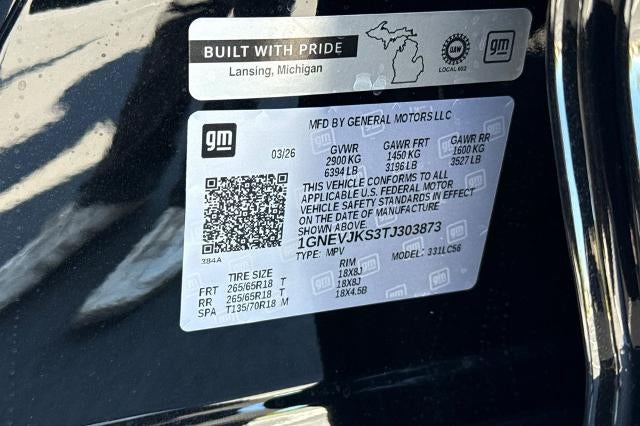 BUILT WITH PRIDE
Lansing, Michigan
UAW
LOCAL 602
gm
gm
MFD BY GENERAL MOTORS LLC
03/26
GVWR GAWR FRT GAWR RR
2900 KG 1450 KG 1600 KG
6394 LB 3196 LB 3527 LB
THIS VEHICLE CONFORMS TO ALL
APPLICABLE U.S. FEDERAL MOTOR
VEHICLE SAFETY STANDARDS IN EFFECT
ON THE DATE OF MANUFACTURE
SHOWN ABOVE.
1GNEVJKS3TJ303873
TYPE: MPV MODEL: 331LC56
384A
TIRE SIZE RIM
FRT 265/65R18 T 18X8J
RR 265/65R18 T 18X8J
SPA T135/70R18 M 18X4.5B